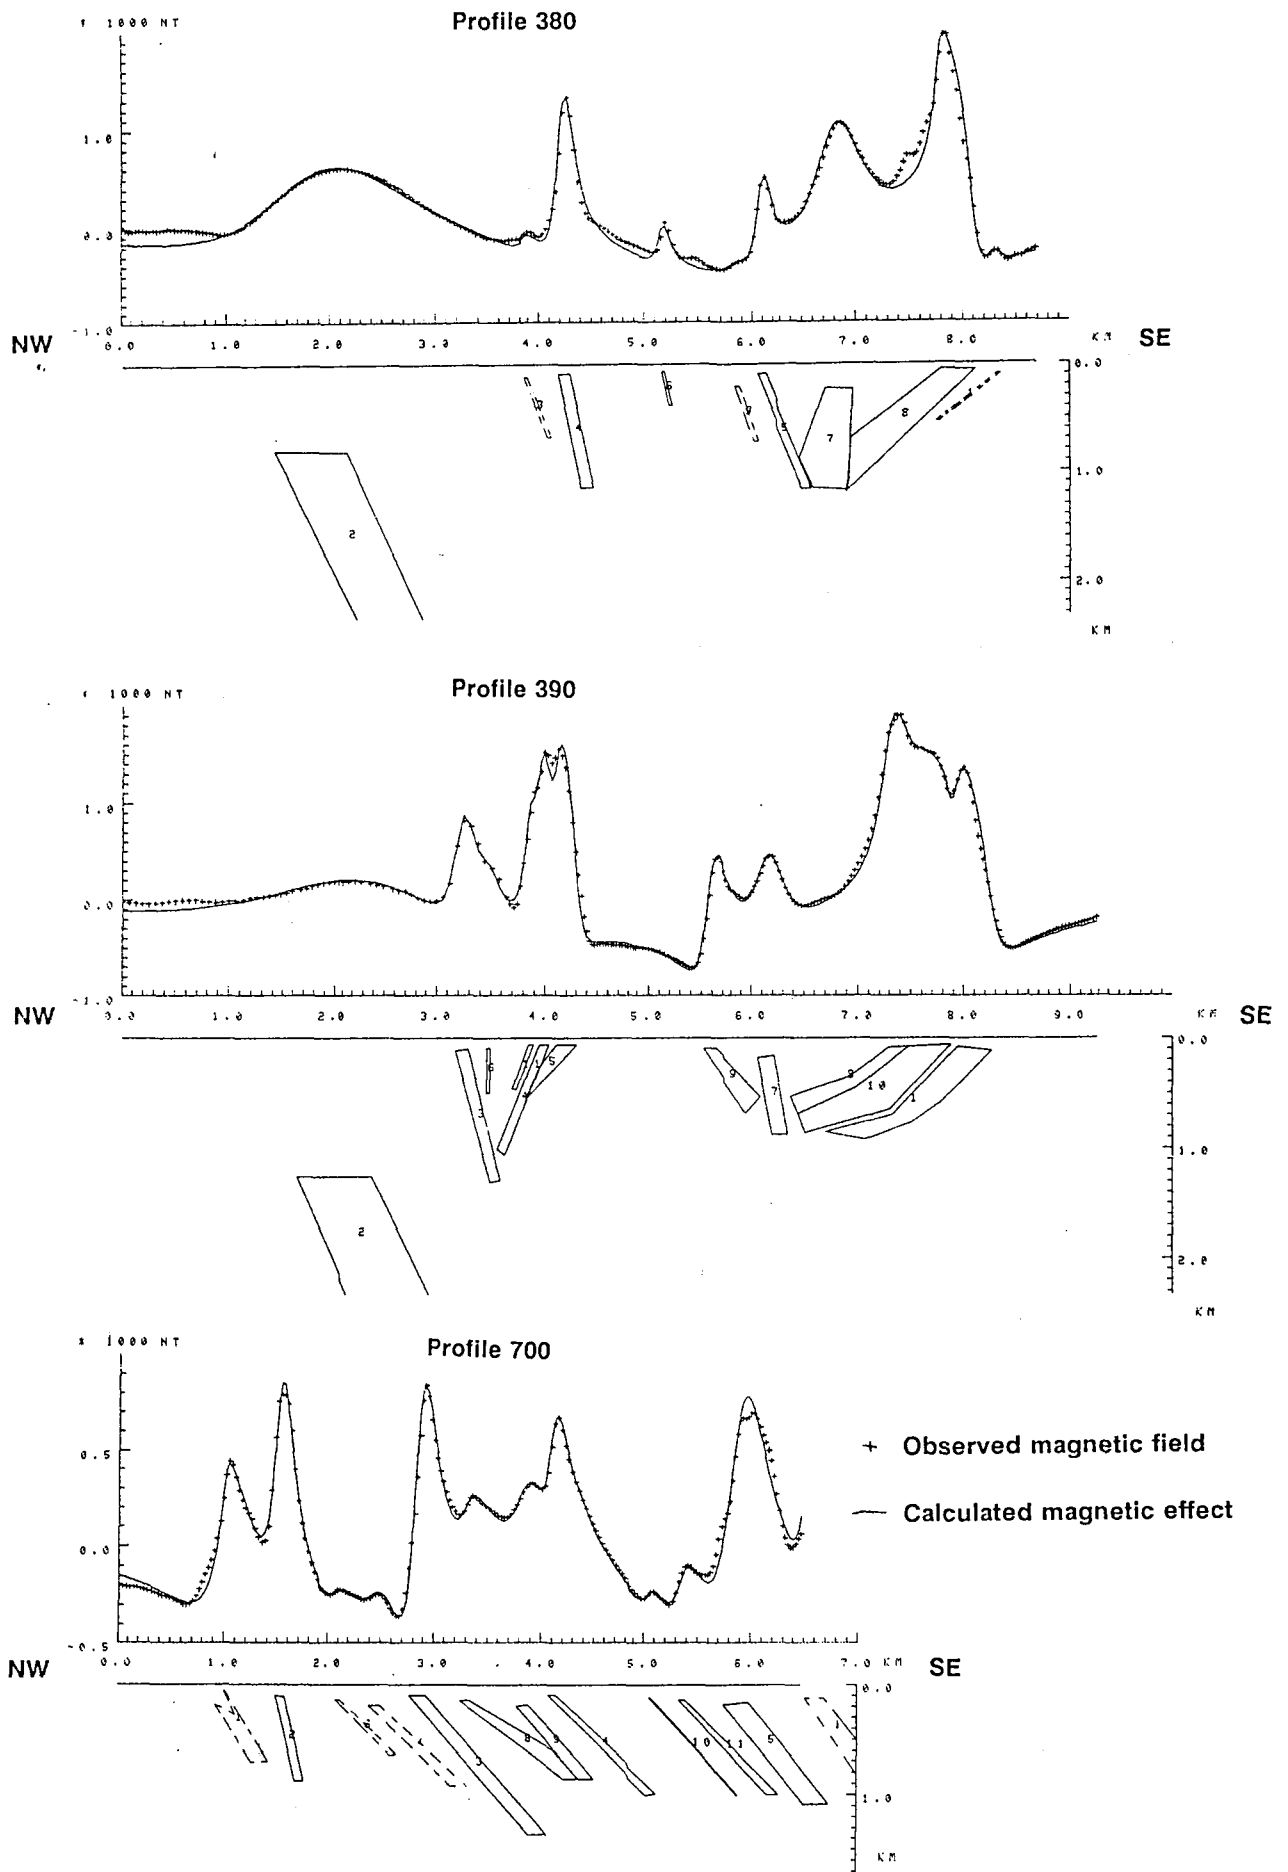 1000 NT
Profile 380
1.0
0.0
-1.0
NW
0.0 1.0 2.0 3.0 4.0 5.0 6.0 7.0 8.0 KM
SE
0.0
4
7
8
1.0
2
2.0
KM
1000 NT
Profile 390
1.0
0.0
-1.0
NW
0.0 1.0 2.0 3.0 4.0 5.0 6.0 7.0 8.0 9.0 KM
SE
0.0
6
5
3
9
7
10
1
1.0
2
2.0
KM
x 1000 NT
Profile 700
0.5
+ Observed magnetic field
— Calculated magnetic effect
0.0
-0.5
NW
0.0 1.0 2.0 3.0 4.0 5.0 6.0 7.0 KM
SE
0.0
2
3
8
9
4
10
11
5
1.0
KM